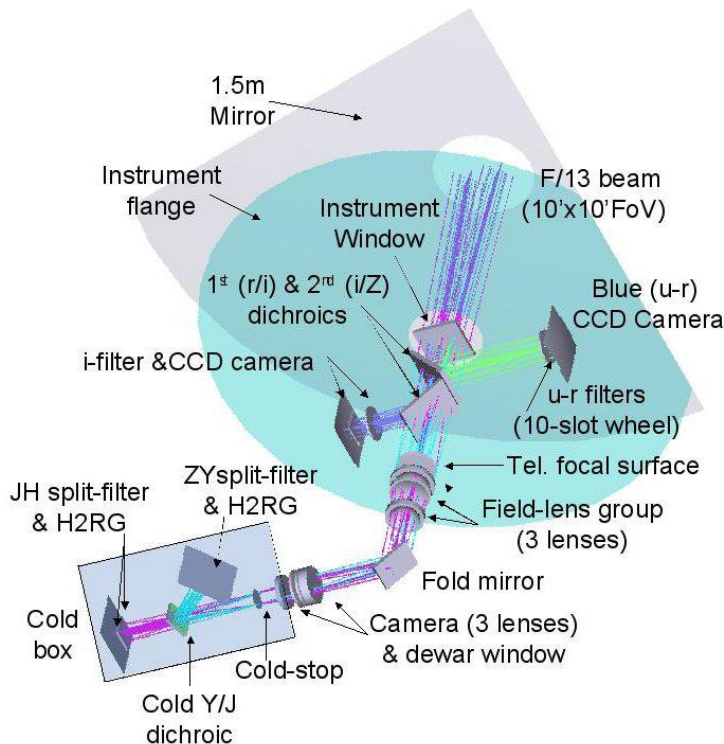 1.5m
Mirror
Instrument
flange
F/13 beam
(10'x10'FoV)
Instrument
Window
1st (r/i) & 2nd (i/Z)
dichroics
Blue (u-r)
CCD Camera
i-filter &CCD camera
u-r filters
(10-slot wheel)
Tel. focal surface
ZYsplit-filter
& H2RG
JH split-filter
& H2RG
Field-lens group
(3 lenses)
Fold mirror
Cold
box
Camera (3 lenses)
& dewar window
Cold-stop
Cold Y/J
dichroic